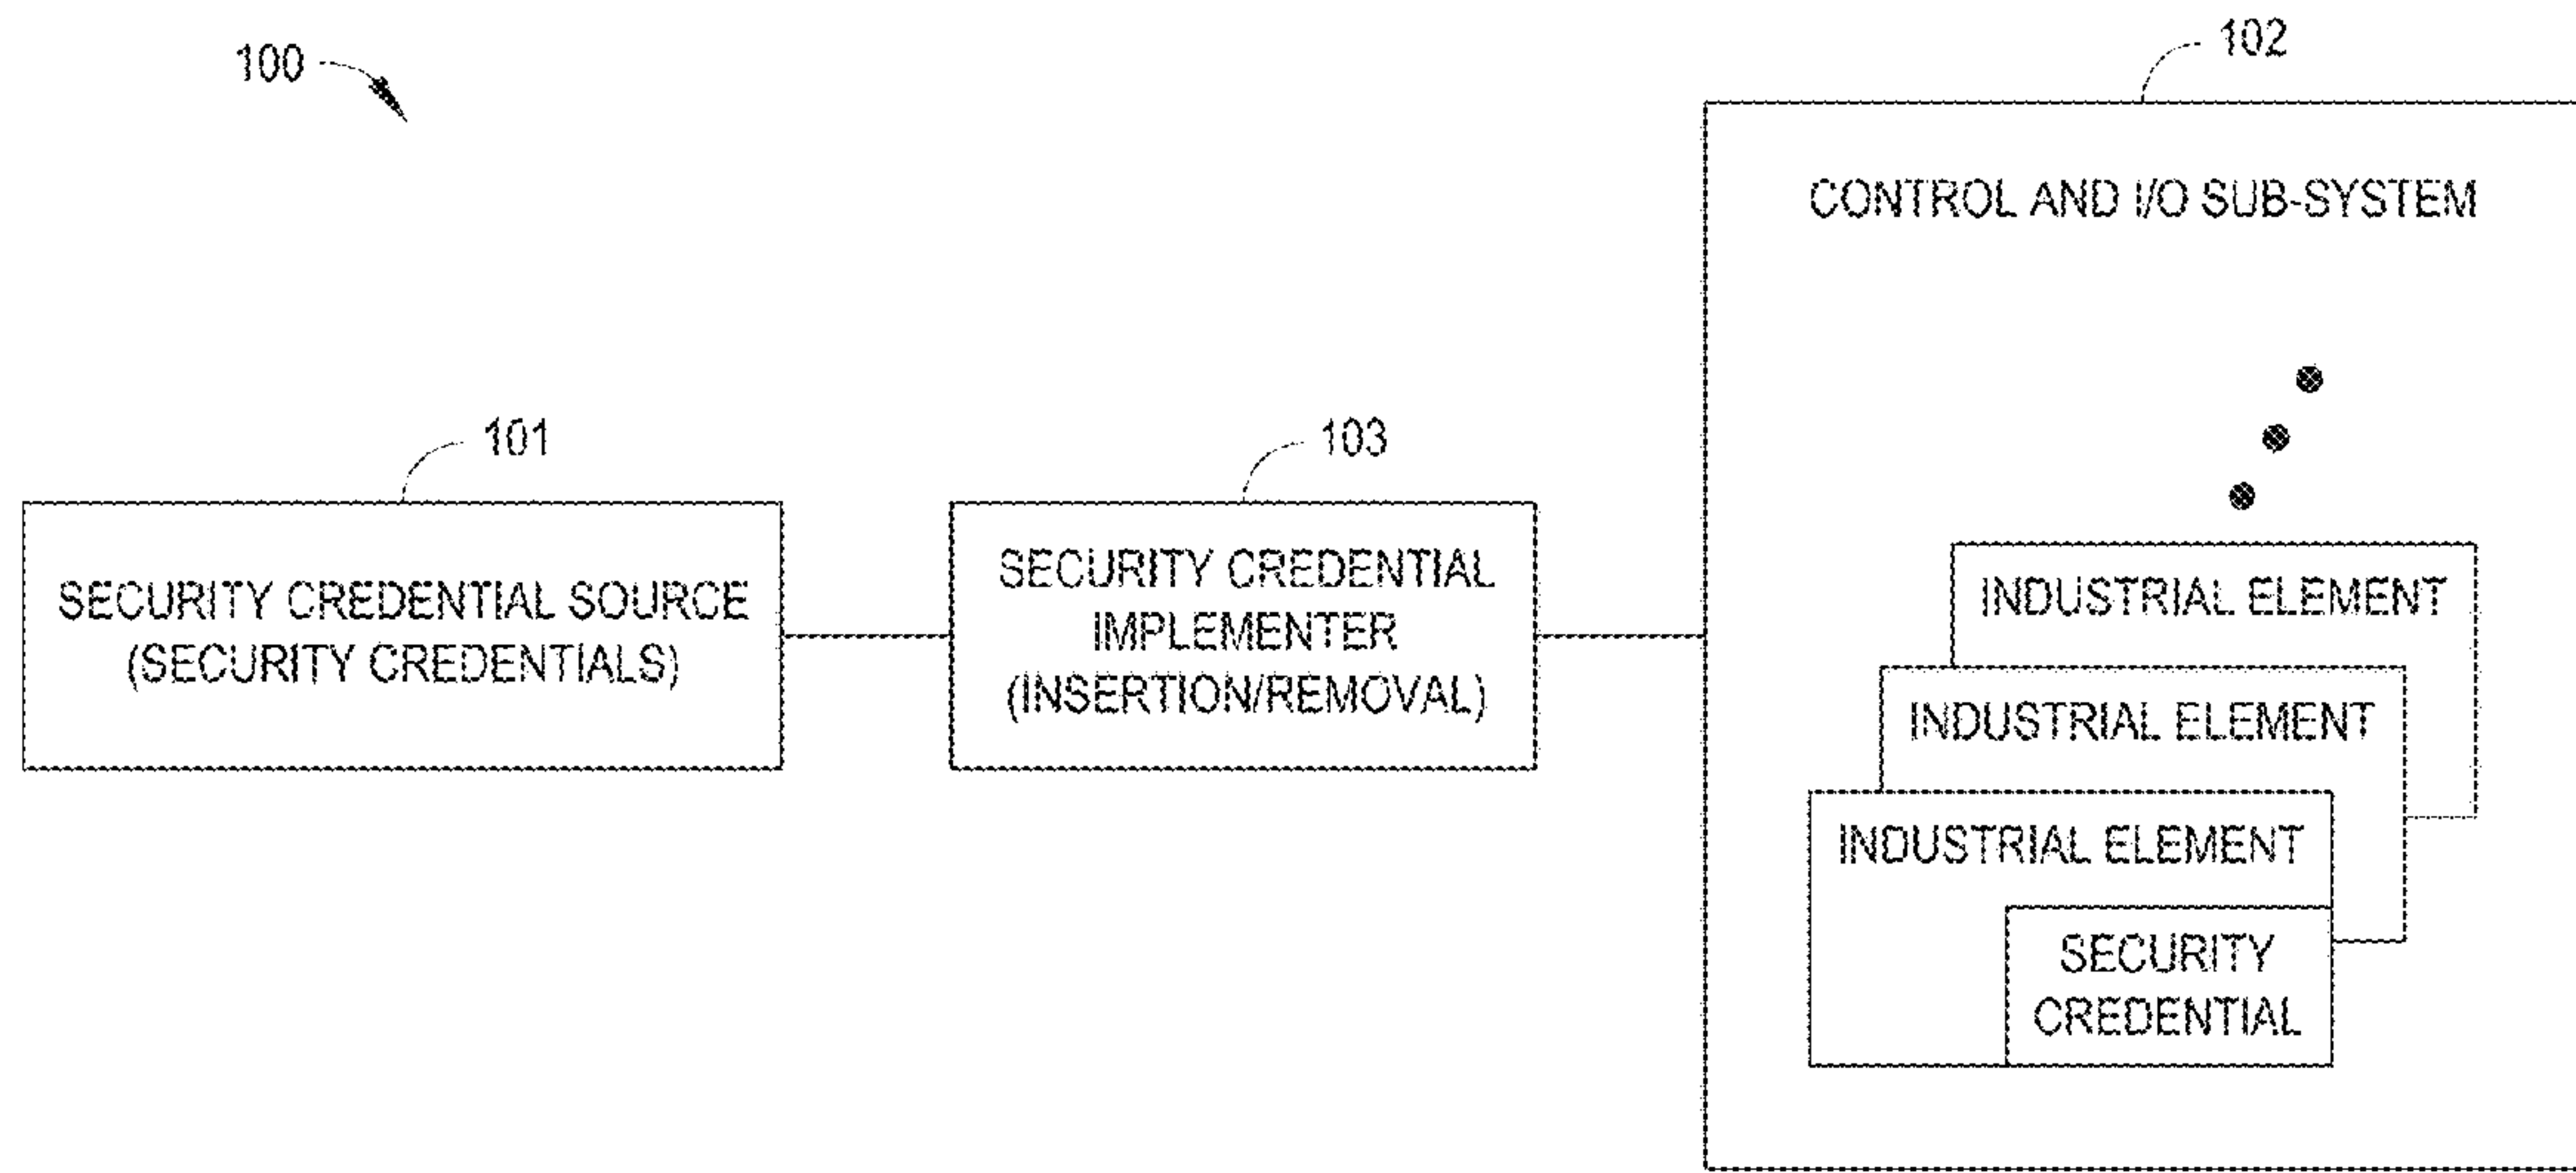 100
102
CONTROL AND I/O SUB-SYSTEM
101
103
SECURITY CREDENTIAL SOURCE
(SECURITY CREDENTIALS)
SECURITY CREDENTIAL
IMPLEMENTER
(INSERTION/REMOVAL)
INDUSTRIAL ELEMENT
INDUSTRIAL ELEMENT
INDUSTRIAL ELEMENT
SECURITY
CREDENTIAL